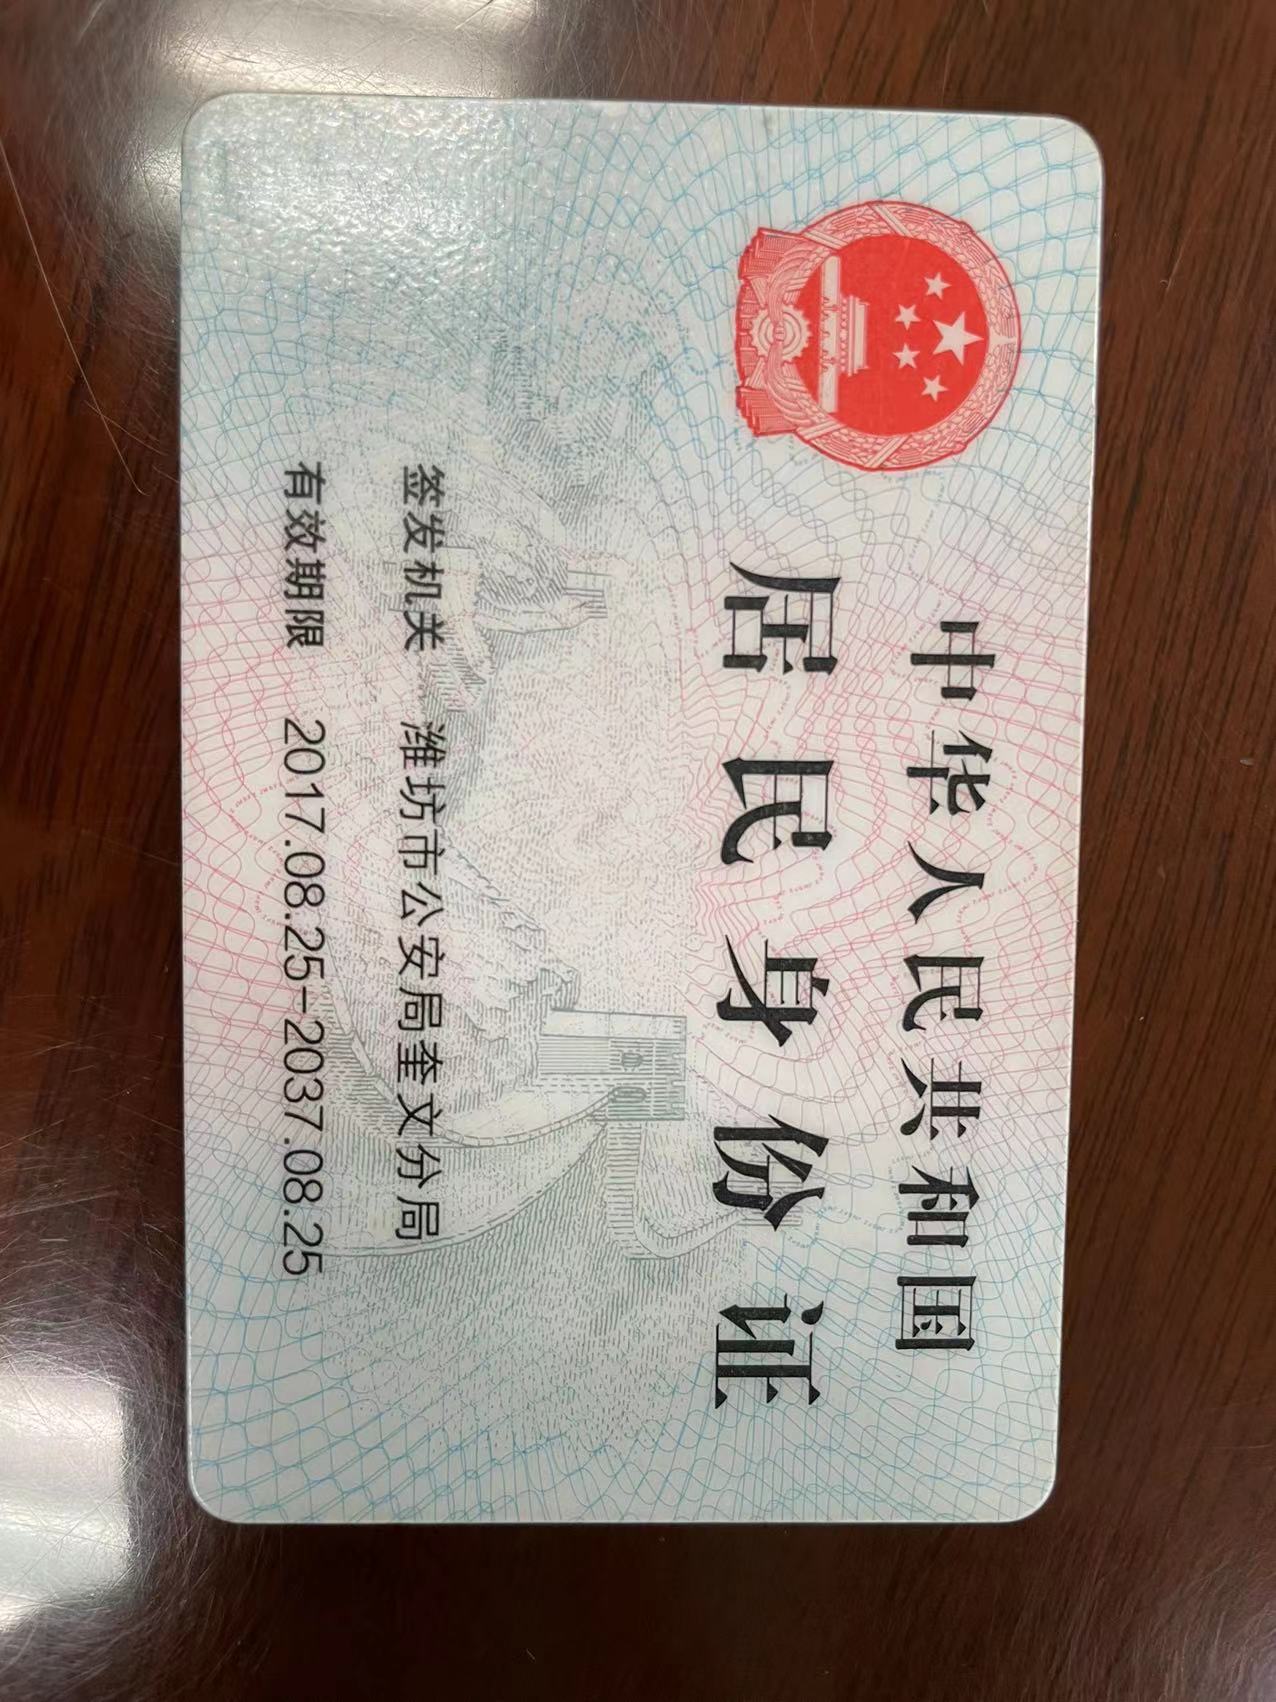 中华人民共和国
居民身份证
签发机关 潍坊市公安局奎文分局
有效期限 2017.08.25-2037.08.25